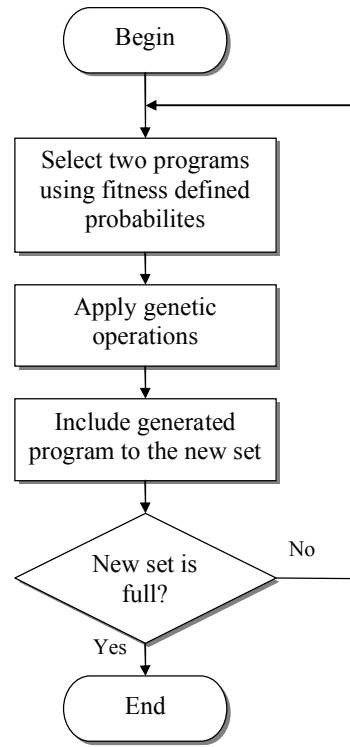 Begin
Select two programs
using fitness defined
probabilites
Apply genetic
operations
Include generated
program to the new set
New set is
full?
No
Yes
End